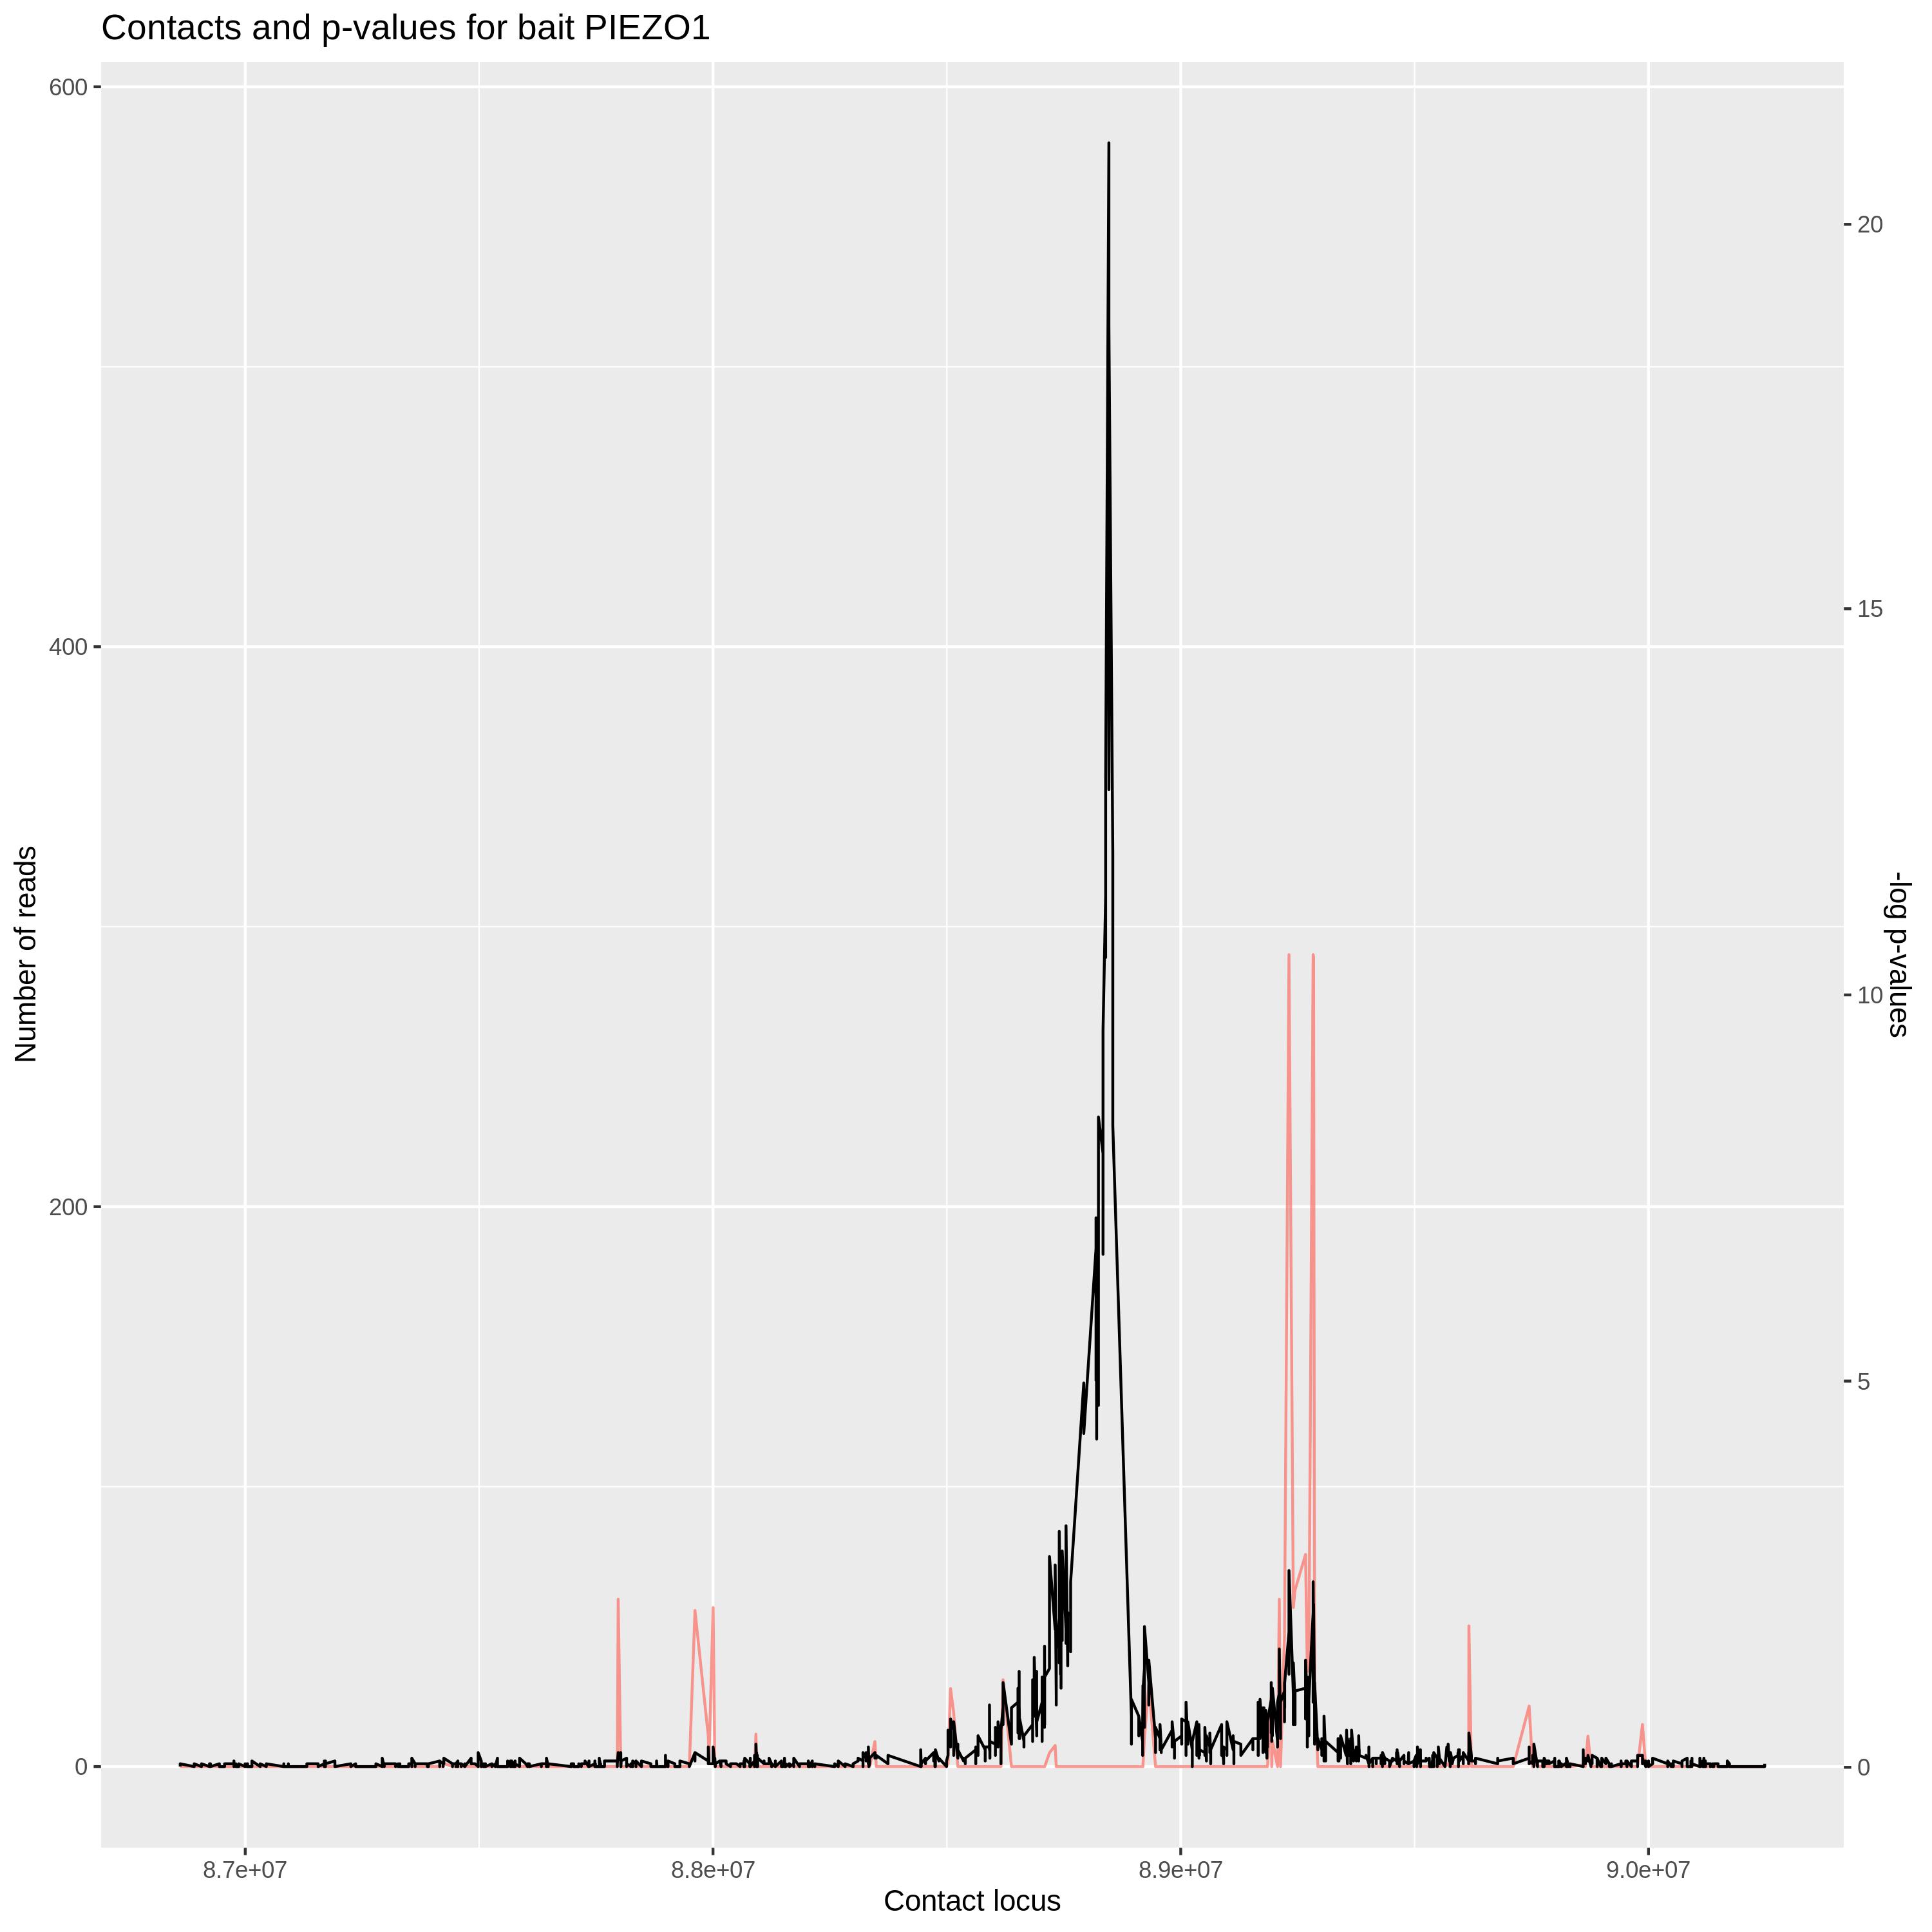 Contacts and p-values for bait PIEZO1
600
400
200
0
Number of reads
20
15
10
5
0
-log p-values
8.7e+07 8.8e+07 8.9e+07 9.0e+07
Contact locus